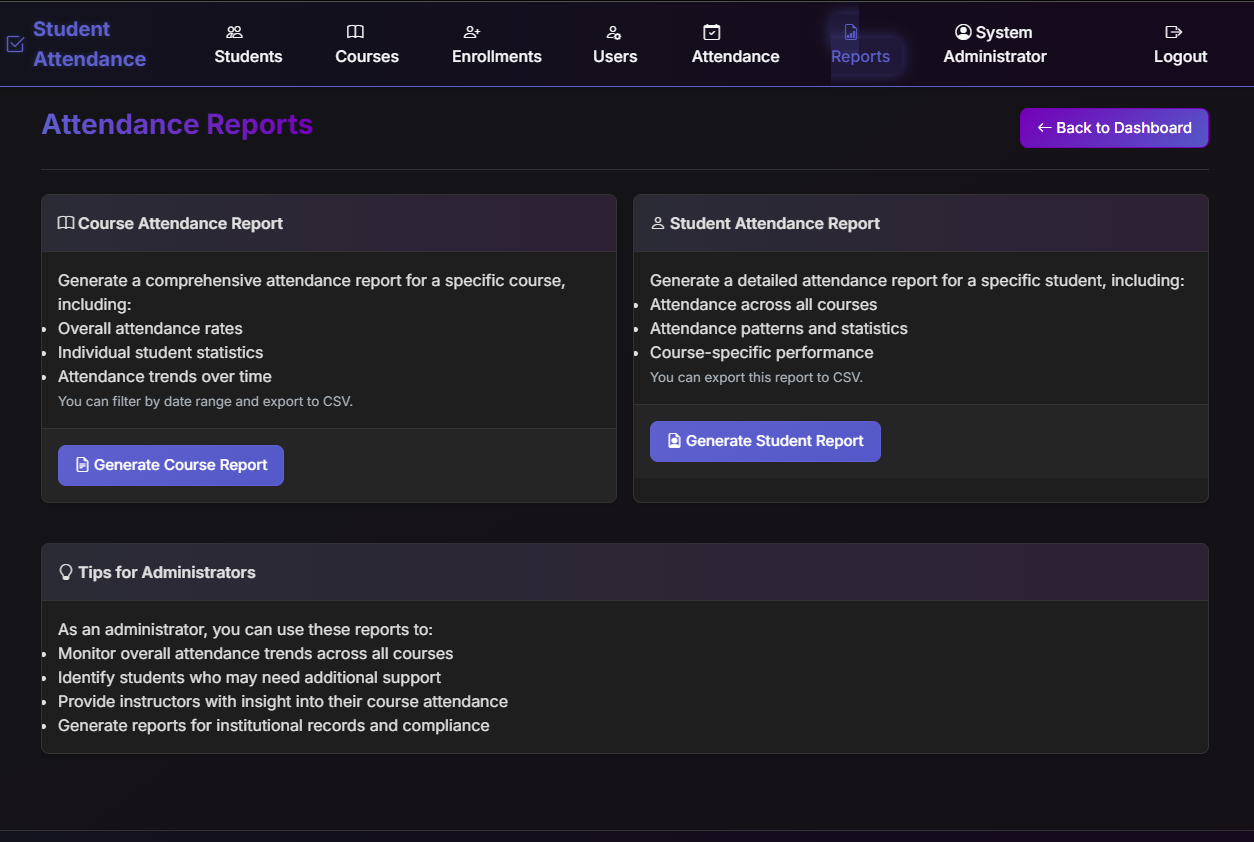 Student
Attendance
Students
Courses
Enrollments
Users
Attendance
Reports
System
Administrator
Logout
Attendance Reports
← Back to Dashboard
Course Attendance Report
Generate a comprehensive attendance report for a specific course,
including:
• Overall attendance rates
• Individual student statistics
• Attendance trends over time
You can filter by date range and export to CSV.
Generate Course Report
Student Attendance Report
Generate a detailed attendance report for a specific student, including:
• Attendance across all courses
• Attendance patterns and statistics
• Course-specific performance
You can export this report to CSV.
Generate Student Report
Tips for Administrators
As an administrator, you can use these reports to:
• Monitor overall attendance trends across all courses
• Identify students who may need additional support
• Provide instructors with insight into their course attendance
• Generate reports for institutional records and compliance